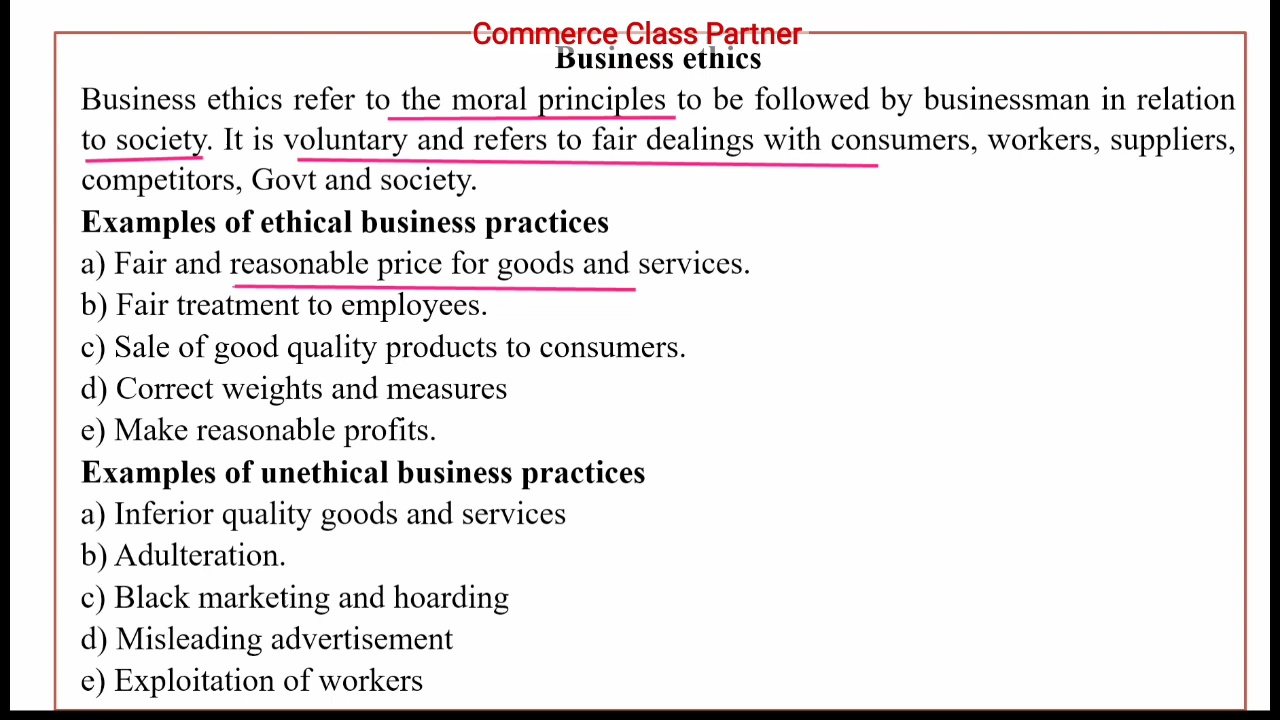 Commerce Class Partner
Business ethics
Business ethics refer to the moral principles to be followed by businessman in relation
to society. It is voluntary and refers to fair dealings with consumers, workers, suppliers,
competitors, Govt and society.
Examples of ethical business practices
a) Fair and reasonable price for goods and services.
b) Fair treatment to employees.
c) Sale of good quality products to consumers.
d) Correct weights and measures
e) Make reasonable profits.
Examples of unethical business practices
a) Inferior quality goods and services
b) Adulteration.
c) Black marketing and hoarding
d) Misleading advertisement
e) Exploitation of workers